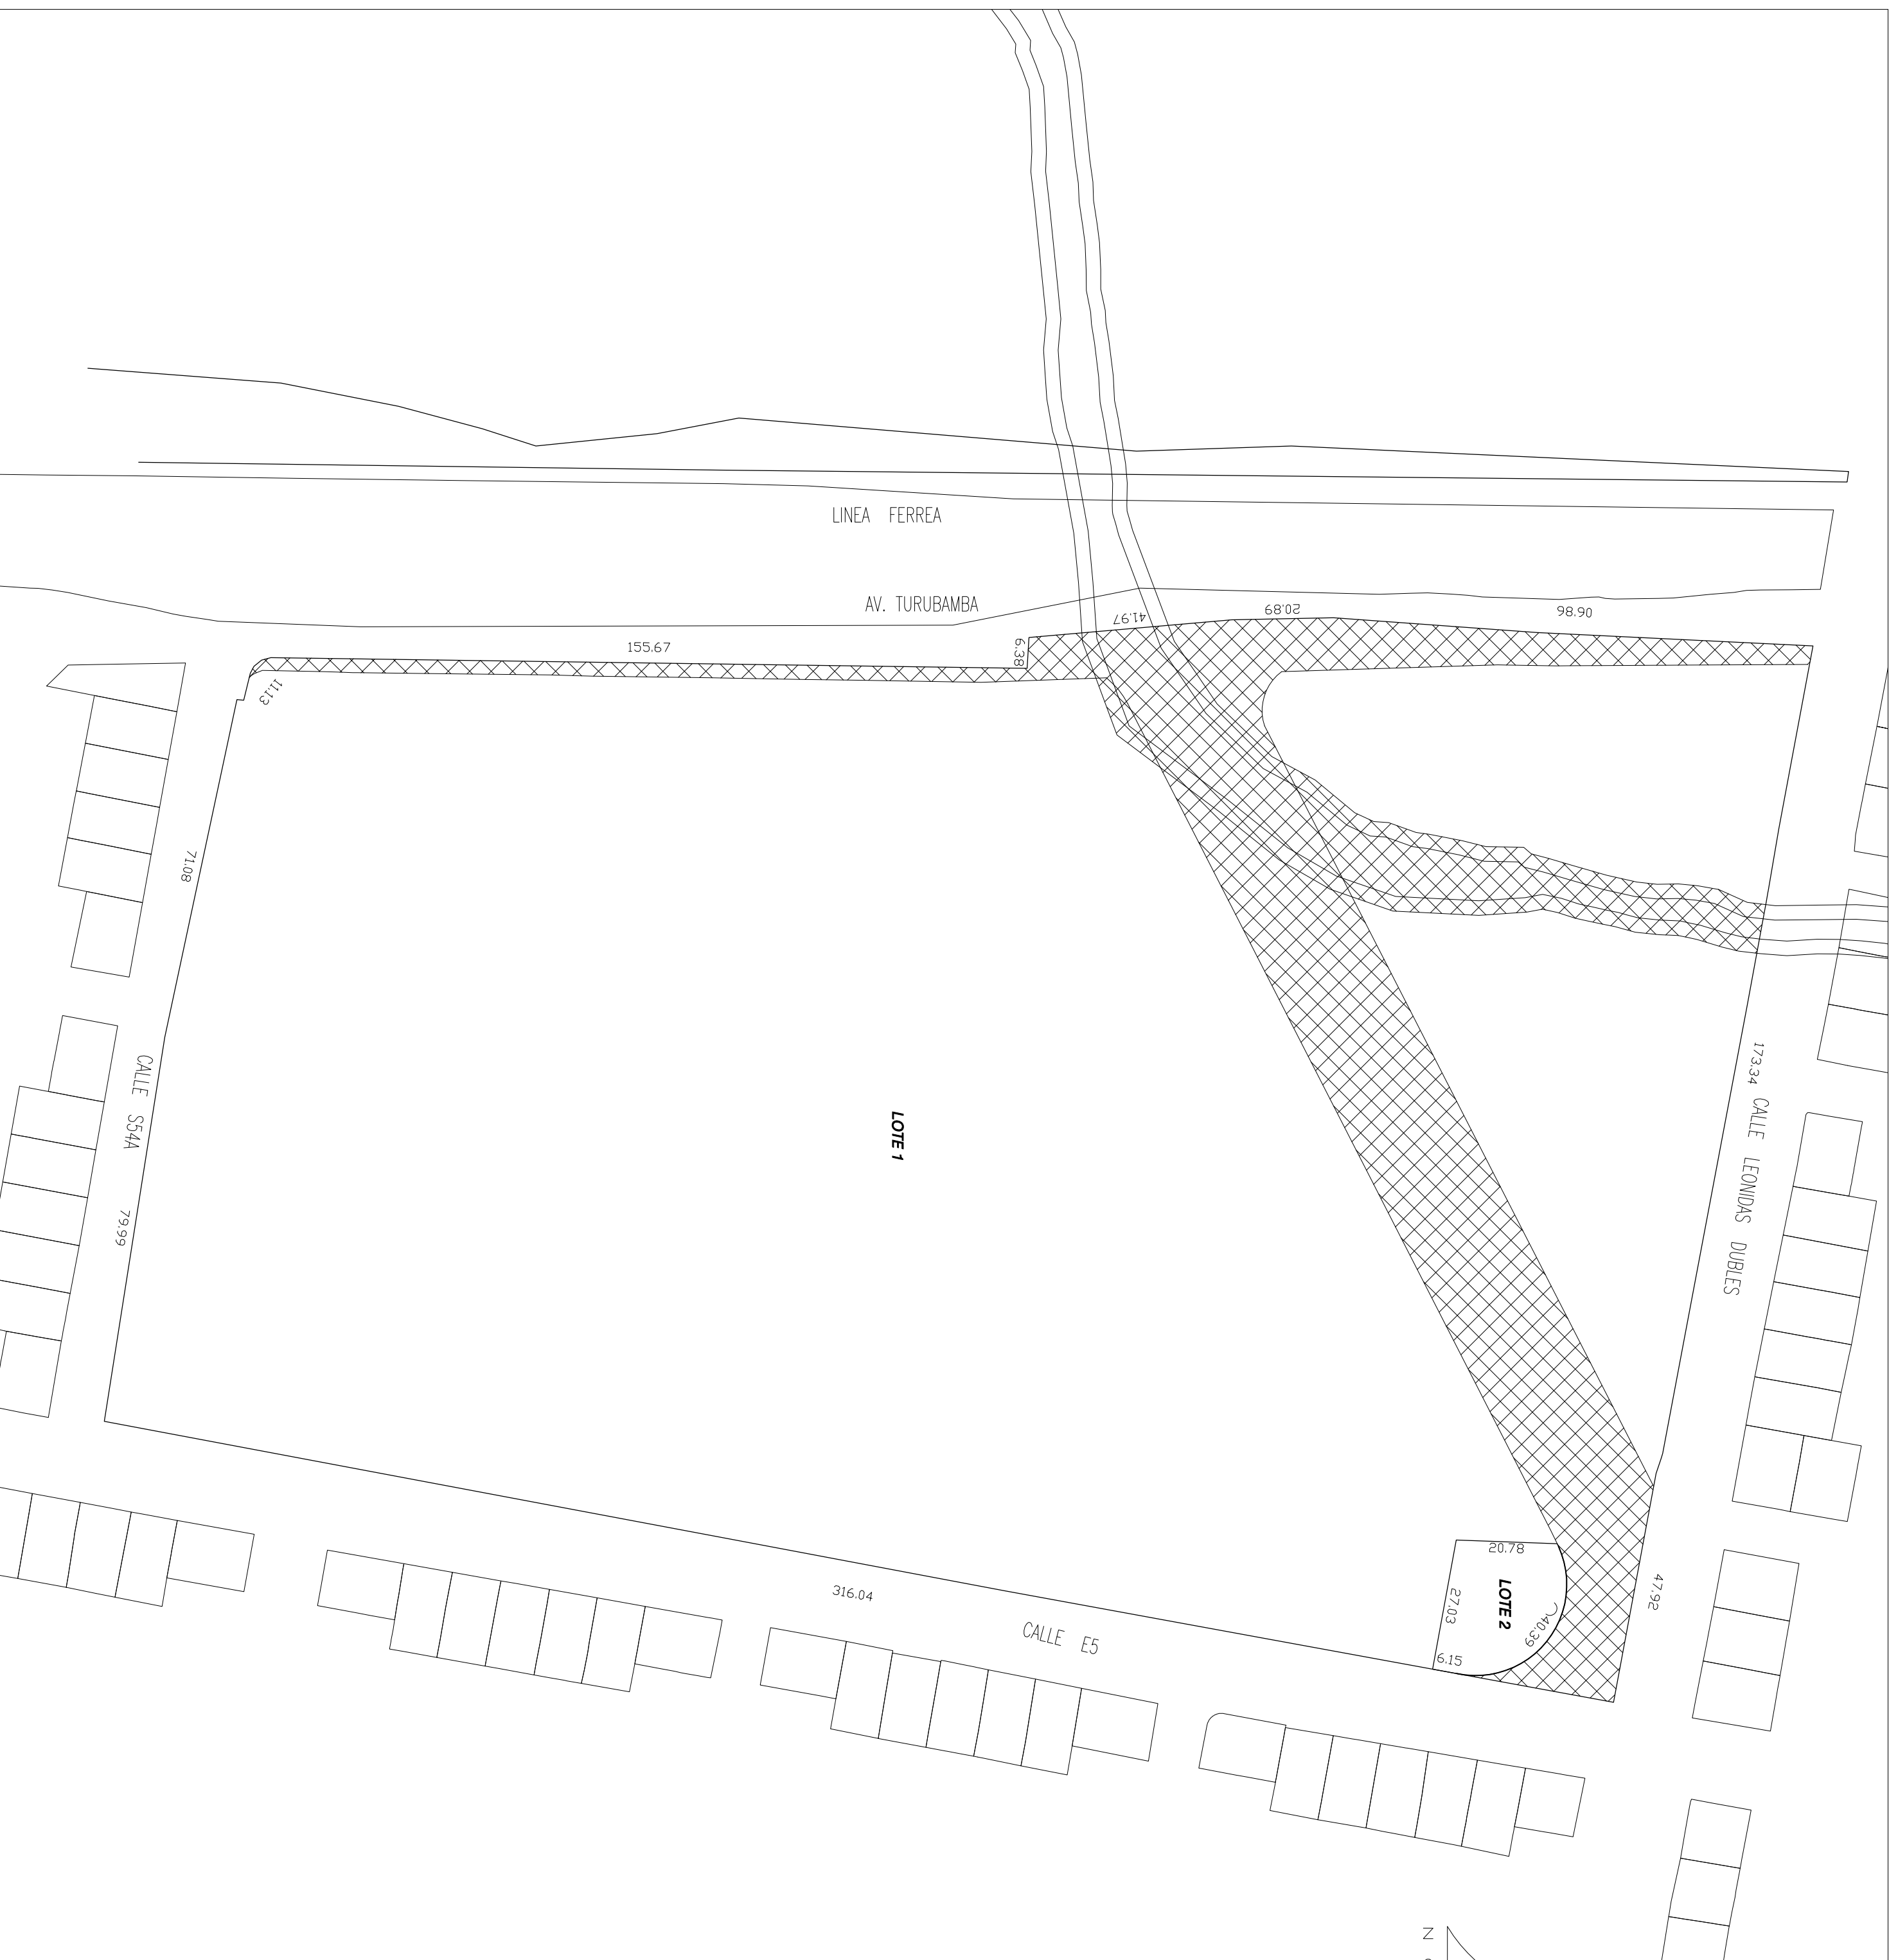 LINEA FERREA
AV. TURUBAMBA
98.90
20.89
41.97
6.38
155.67
11.13
71.08
CALLE S54A
79.99
LOTE 1
173.34
CALLE LEONIDAS DUBLES
20.78
LOTE 2
27.03
40.39
6.15
47.92
316.04
CALLE E5
N